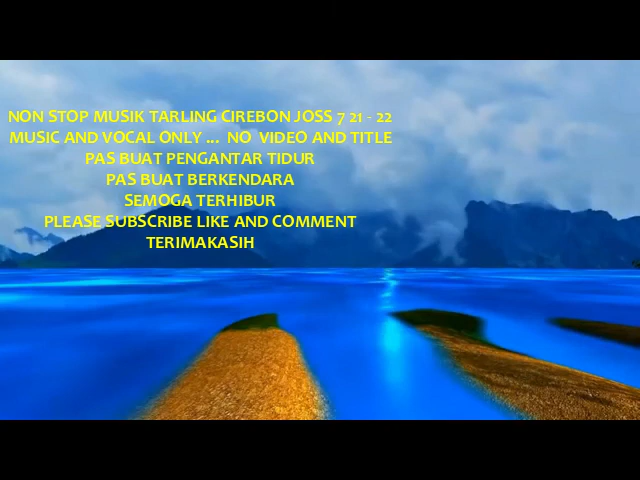 NON STOP MUSIK TARLING CIREBON JOSS 7 21 - 22
MUSIC AND VOCAL ONLY ... NO VIDEO AND TITLE
PAS BUAT PENGANTAR TIDUR
PAS BUAT BERKENDARA
SEMOGA TERHIBUR
PLEASE SUBSCRIBE LIKE AND COMMENT
TERIMAKASIH